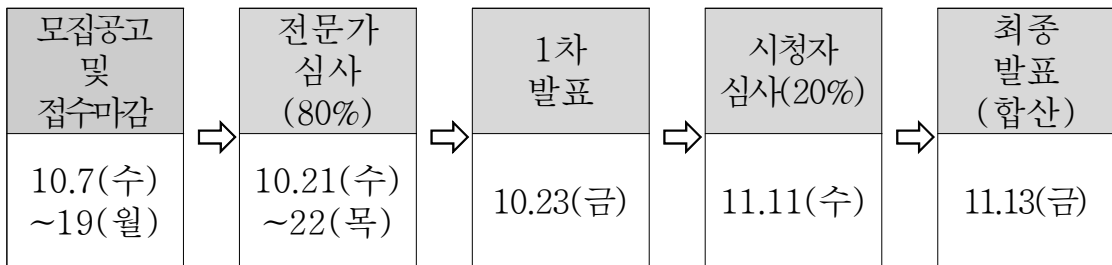 모집공고
및
접수마감
10.7(수)
~19(월)
⇨
전문가
심사
(80%)
10.21(수)
~22(목)
⇨
1차
발표
10.23(금)
⇨
시청자
심사(20%)
11.11(수)
⇨
최종
발표
(합산)
11.13(금)